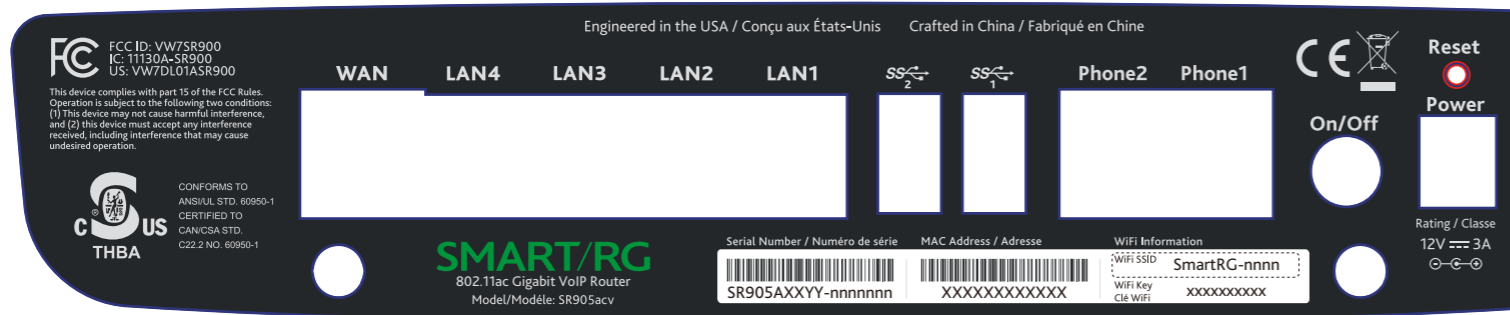 Engineered in the USA / Conçu aux États-Unis Crafted in China / Fabriqué en Chine
FC
FCC ID: VW7SR900
IC: 11130A-SR900
US: VW7DL01ASR900
This device complies with part 15 of the FCC Rules.
Operation is subject to the following two conditions:
(1) This device may not cause harmful interference,
and (2) this device must accept any interference
received, including interference that may cause
undesired operation.
WAN LAN4 LAN3 LAN2 LAN1
SS 2
SS 1
Phone2 Phone1
CE
Reset
Power
On/Off
C S US
®
THBA
CONFORMS TO
ANSI/UL STD. 60950-1
CERTIFIED TO
CAN/CSA STD.
C22.2 NO. 60950-1
SMART/RG
802.11ac Gigabit VoIP Router
Model/Modéle: SR905acv
Serial Number / Numéro de série
SR905AXXYY-nnnnnnn
MAC Address / Adresse
XXXXXXXXXXXX
WiFi Information
WiFi SSID SmartRG-nnnn
WiFi Key
Clé WiFi
XXXXXXXXXX
Rating / Classe
12V 3A